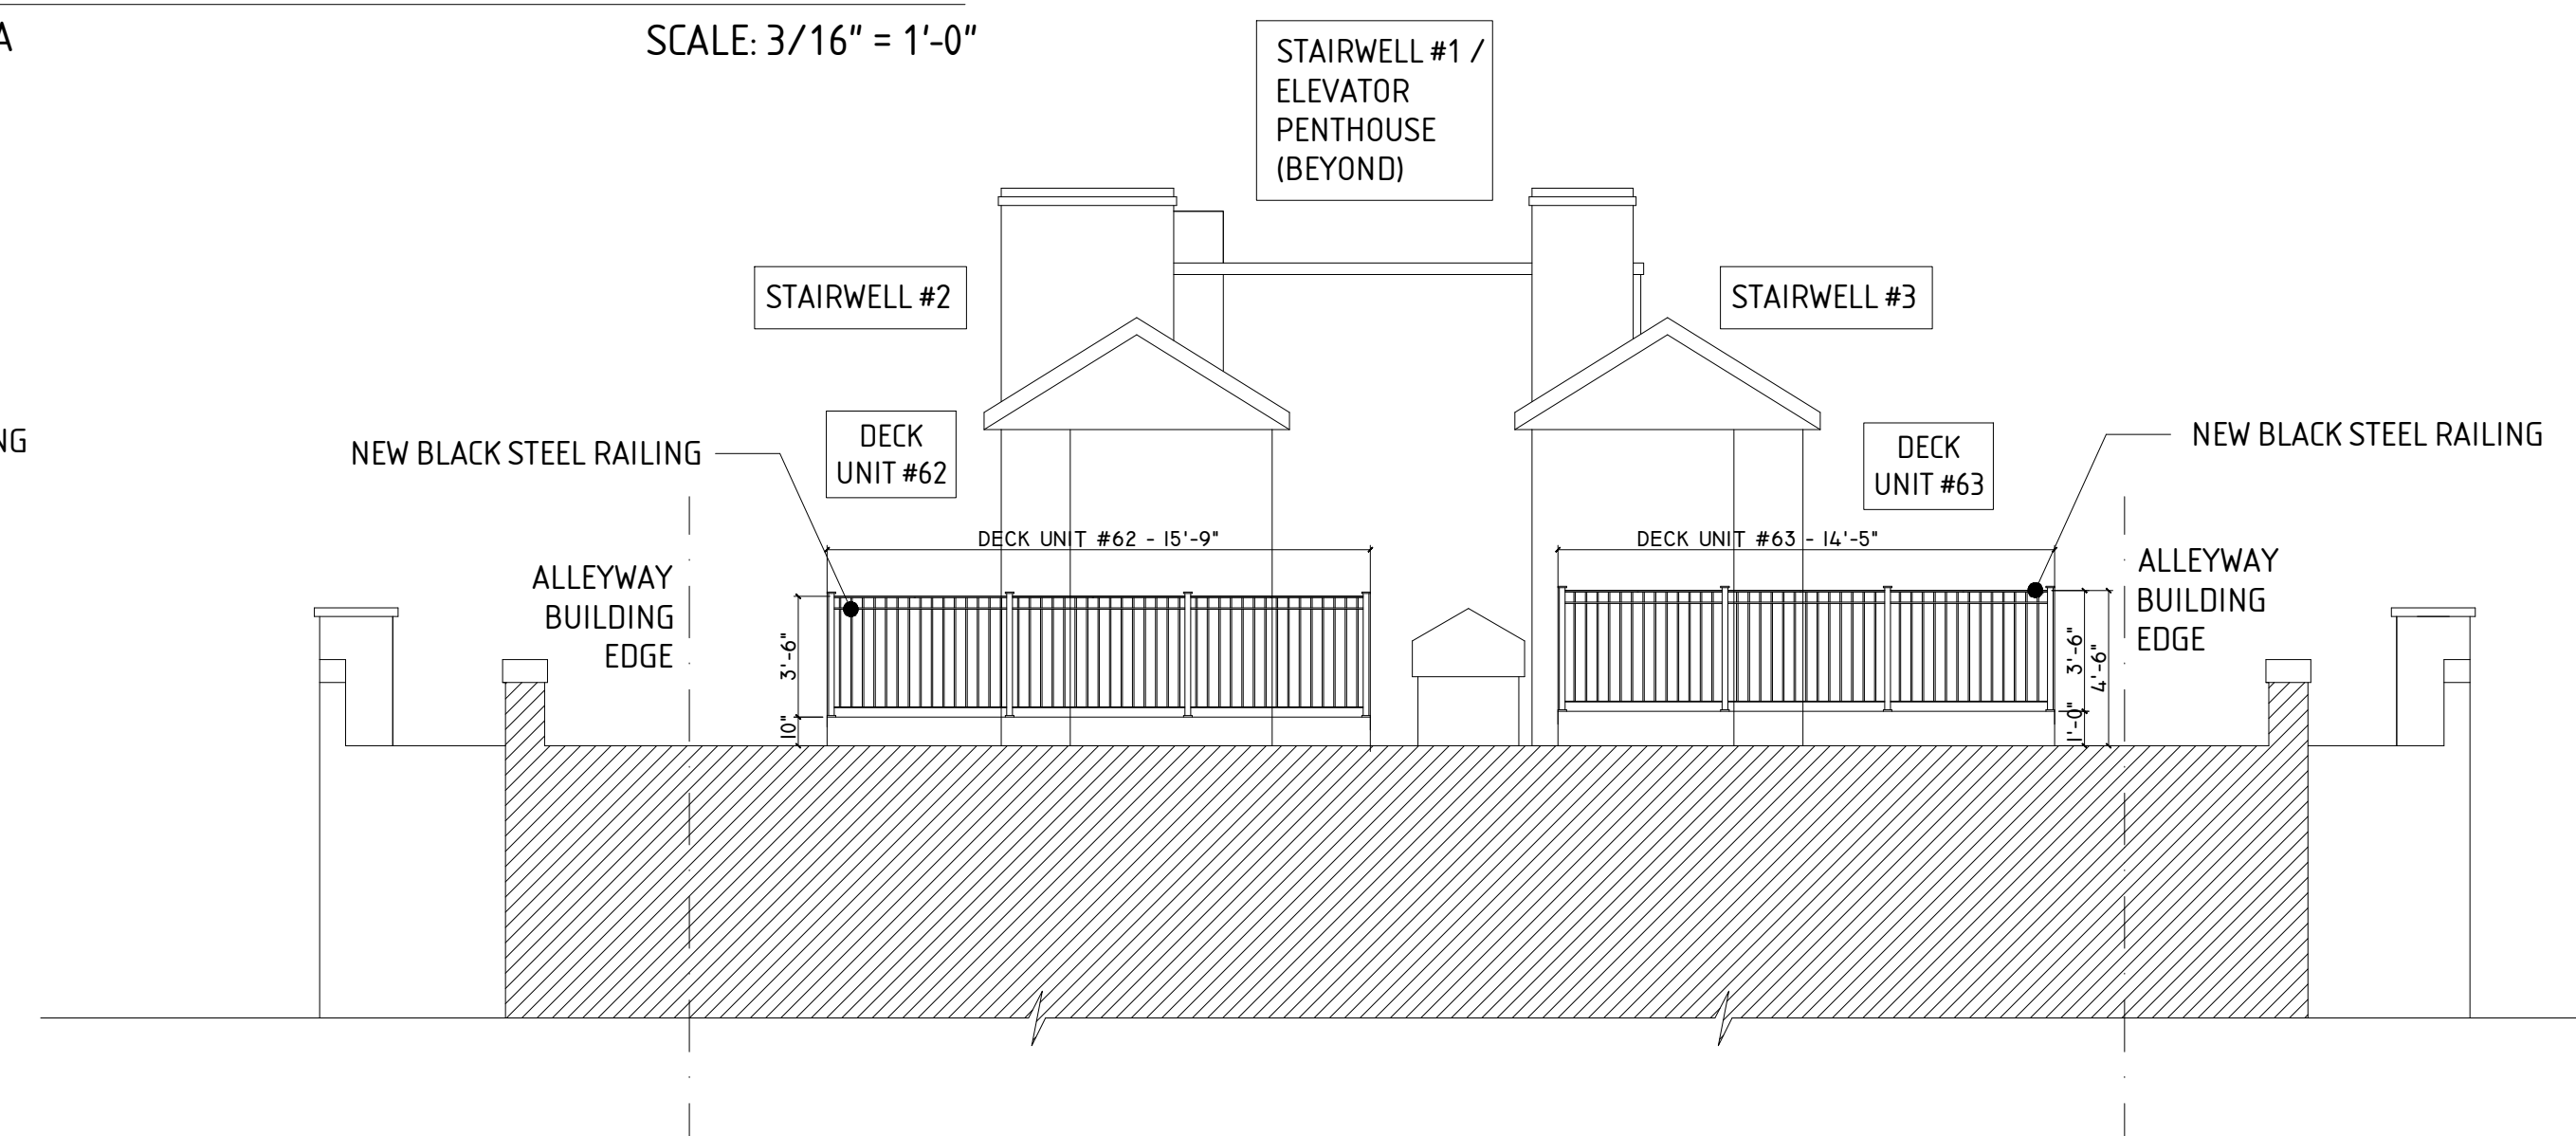 A
SCALE: 3/16" = 1'-0"
STAIRWELL #1 /
ELEVATOR
PENTHOUSE
(BEYOND)
STAIRWELL #2
STAIRWELL #3
NG
NEW BLACK STEEL RAILING
DECK
UNIT #62
DECK
UNIT #63
NEW BLACK STEEL RAILING
DECK UNIT #62 - 15'-9"
DECK UNIT #63 - 14'-5"
ALLEYWAY
BUILDING
EDGE
ALLEYWAY
BUILDING
EDGE
3'-6"
10"
3'-6"
1'-0"
4'-6"